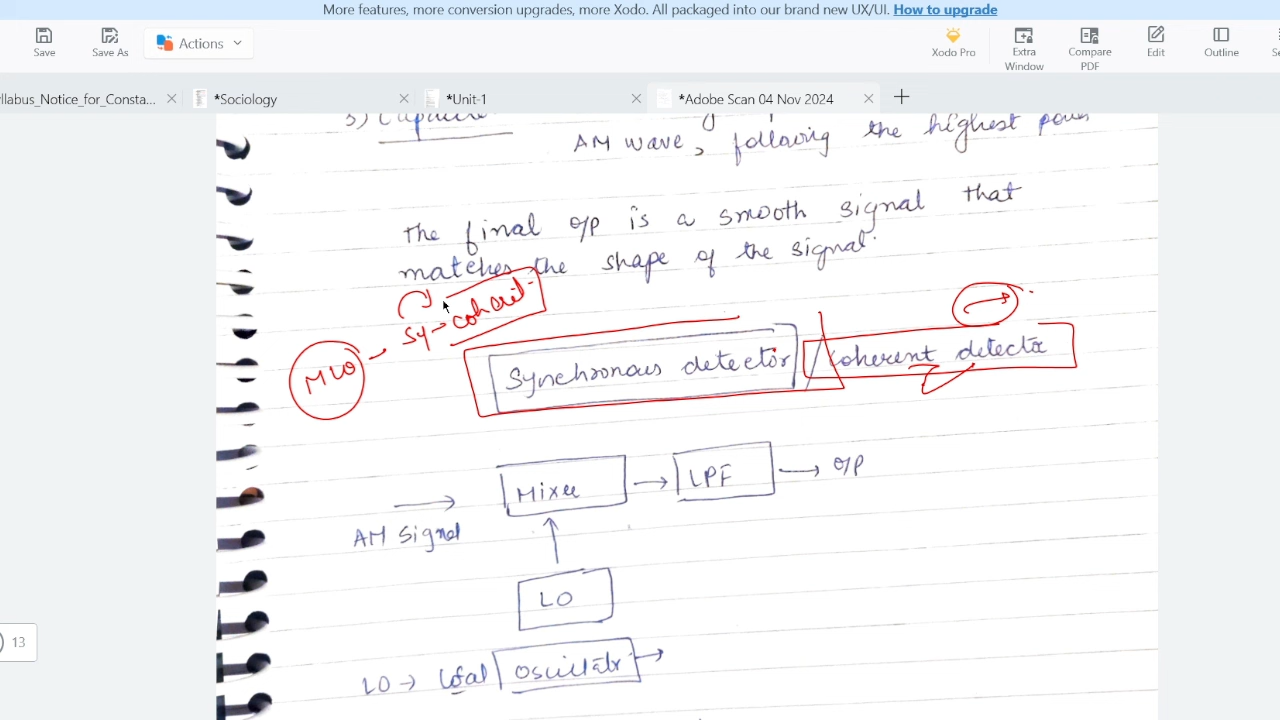 More features, more conversion upgrades, more Xodo. All packaged into our brand new UX/UI. How to upgrade
Save
Save As
Actions
Xodo Pro
Extra Window
Compare PDF
Edit
Outline
llabus_Notice_for_Consta...
*Sociology
*Unit-1
*Adobe Scan 04 Nov 2024
AM wave, following the highest
The final o/p is a smooth signal that
matches the shape of the signal.
Synchronous detector / Coherent detecto
Mixer
LPF
o/p
AM Signal
LO
13
LO → Local Oscillator